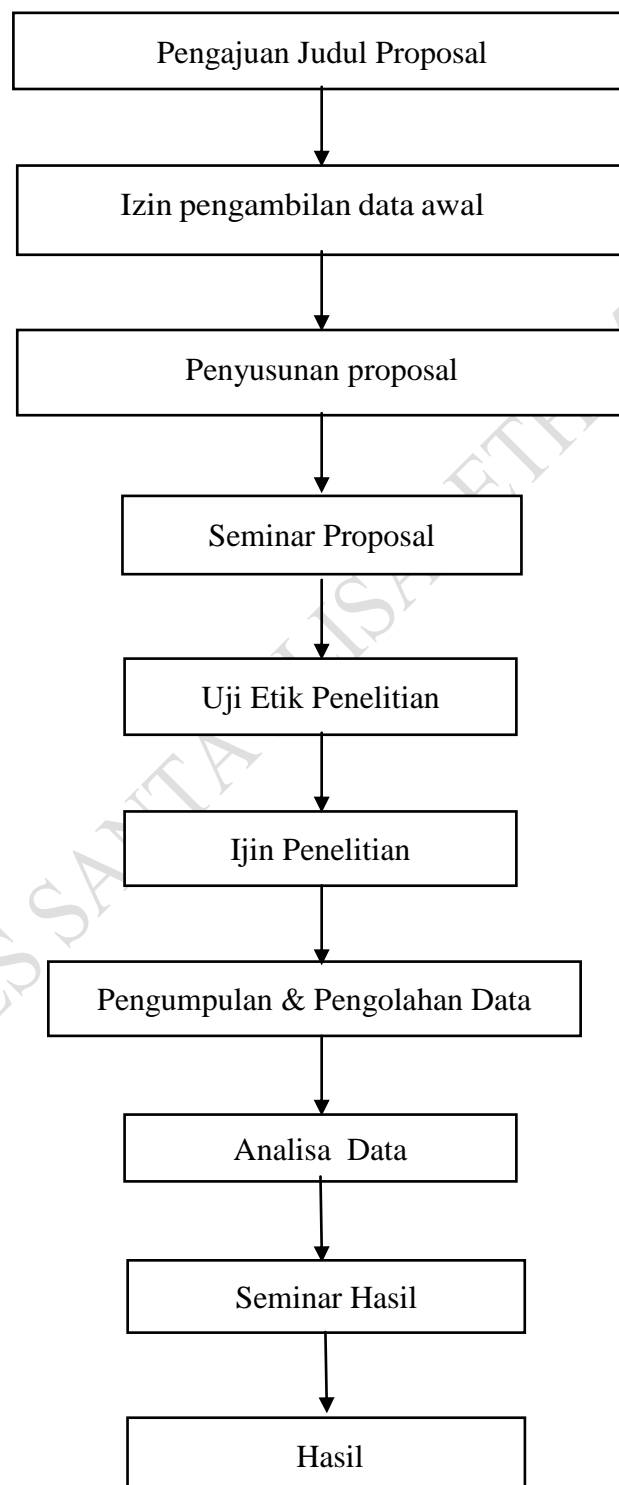 Pengajuan Judul Proposal
Izin pengambilan data awal
Penyusunan proposal
Seminar Proposal
Uji Etik Penelitian
Ijin Penelitian
Pengumpulan & Pengolahan Data
Analisa Data
Seminar Hasil
Hasil
SANTA